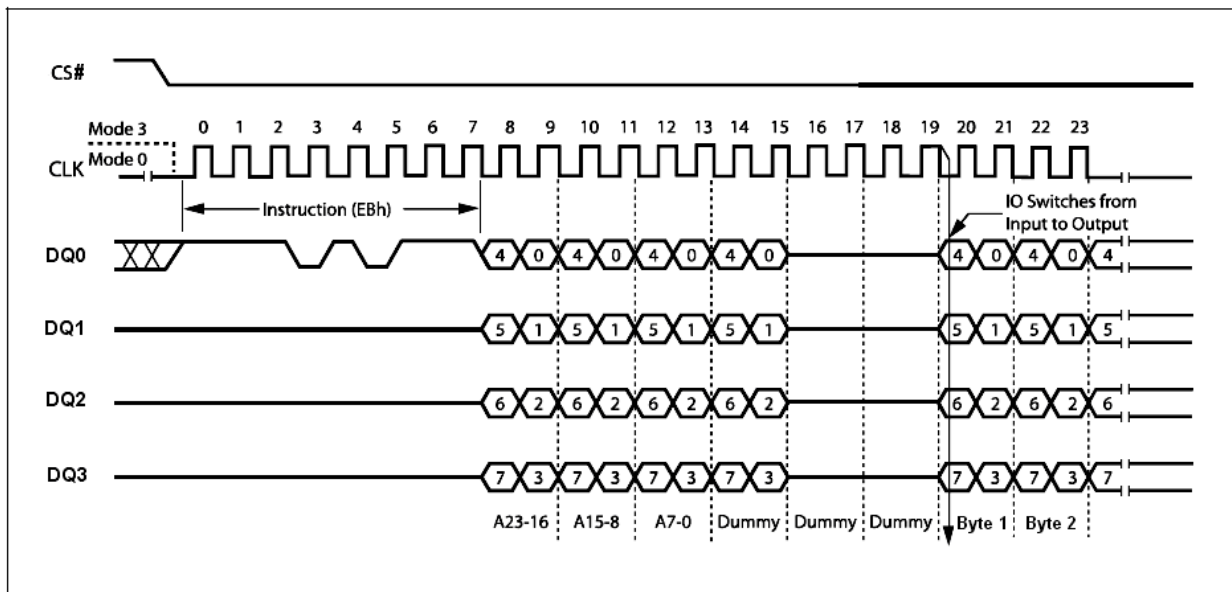 CS#
Mode 3
0 1 2 3 4 5 6 7 8 9 10 11 12 13 14 15 16 17 18 19 20 21 22 23
CLK
Mode 0
Instruction (EBh)
IO Switches from
Input to Output
DQ0
4 0 4 0 4 0 4 0 4 0 4 0 4
DQ1
5 1 5 1 5 1 5 1 5 1 5 1 5
DQ2
6 2 6 2 6 2 6 2 6 2 6 2 6
DQ3
7 3 7 3 7 3 7 3 7 3 7 3 7
A23-16 A15-8 A7-0 Dummy Dummy Dummy Byte 1 Byte 2